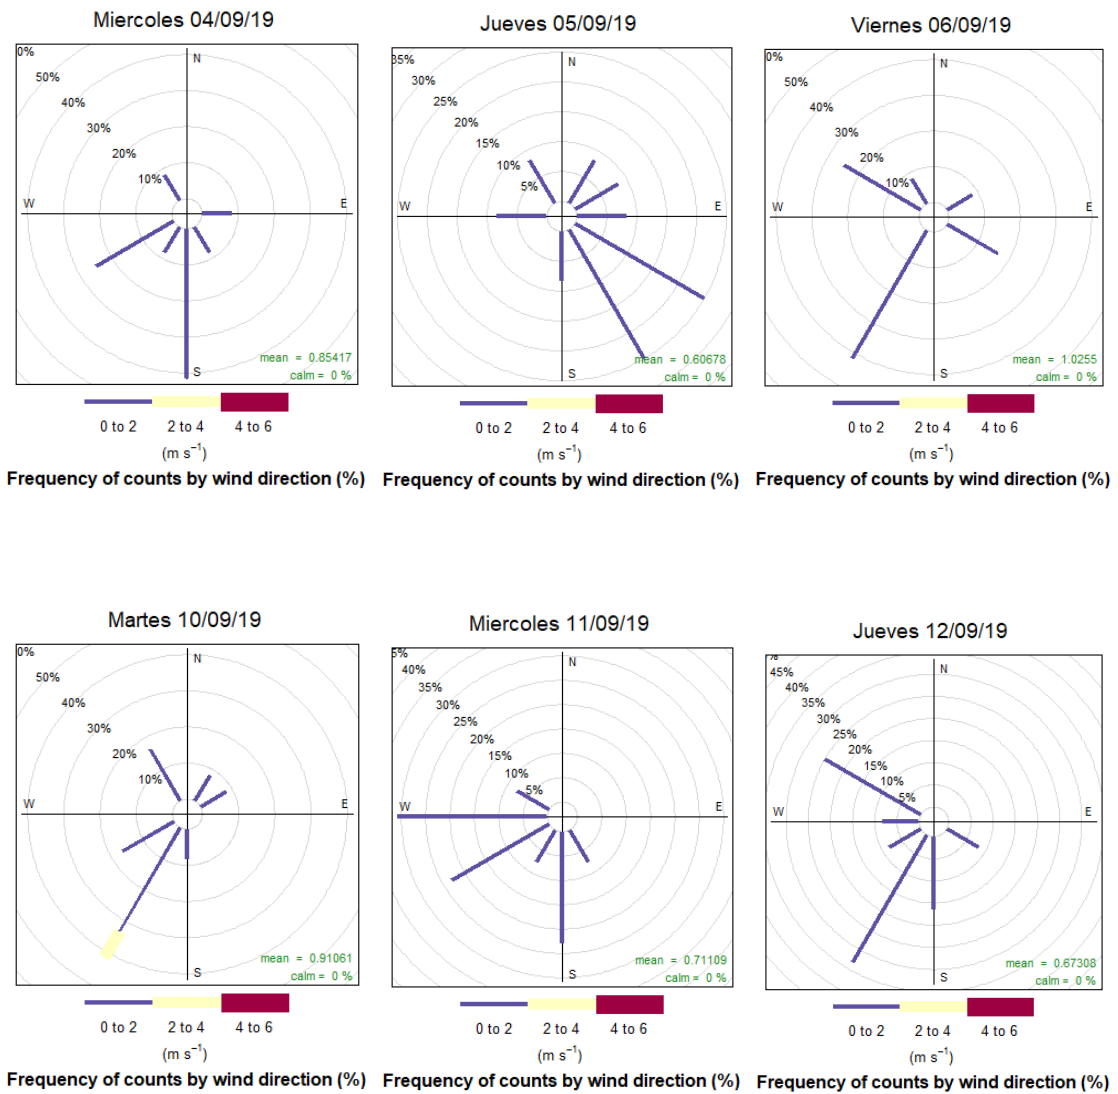 Miercoles 04/09/19
0%
50%
40%
30%
20%
10%
N
W
E
S
mean = 0.85417
calm = 0 %
0 to 2 2 to 4 4 to 6
(m s⁻¹)
Frequency of counts by wind direction (%)
Jueves 05/09/19
35%
30%
25%
20%
15%
10%
5%
N
W
E
S
mean = 0.60678
calm = 0 %
0 to 2 2 to 4 4 to 6
(m s⁻¹)
Frequency of counts by wind direction (%)
Viernes 06/09/19
0%
50%
40%
30%
20%
10%
N
W
E
S
mean = 1.0255
calm = 0 %
0 to 2 2 to 4 4 to 6
(m s⁻¹)
Frequency of counts by wind direction (%)
Martes 10/09/19
0%
50%
40%
30%
20%
10%
N
W
E
S
mean = 0.91061
calm = 0 %
0 to 2 2 to 4 4 to 6
(m s⁻¹)
Frequency of counts by wind direction (%)
Miercoles 11/09/19
5%
40%
35%
30%
25%
20%
15%
10%
5%
N
W
E
S
mean = 0.71109
calm = 0 %
0 to 2 2 to 4 4 to 6
(m s⁻¹)
Frequency of counts by wind direction (%)
Jueves 12/09/19
%
45%
40%
35%
30%
25%
20%
15%
10%
5%
N
W
E
S
mean = 0.67308
calm = 0 %
0 to 2 2 to 4 4 to 6
(m s⁻¹)
Frequency of counts by wind direction (%)